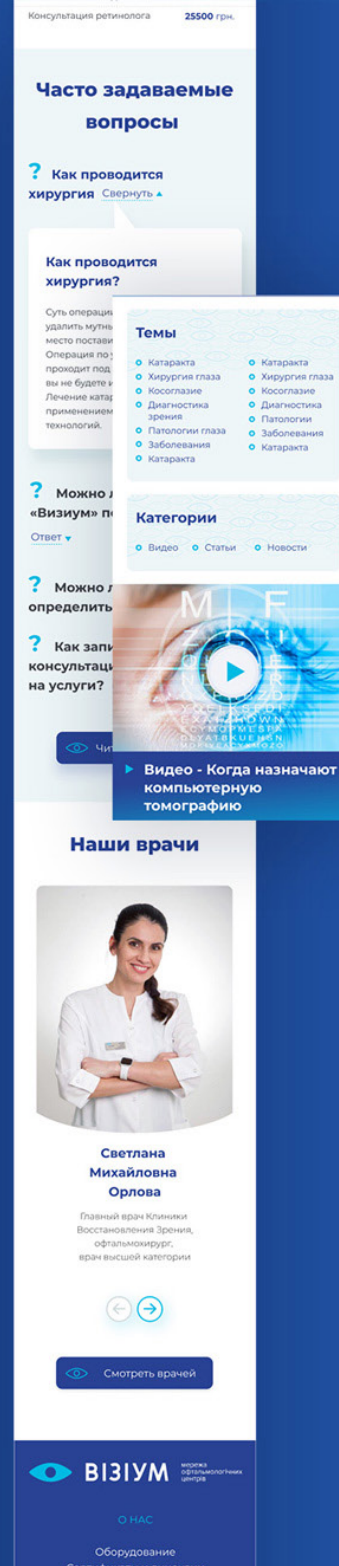 Консультация ретинолога 25500 грн.
Часто задаваемые
вопросы
? Как проводится
хирургия Свернуть
Как проводится
хирургия?
Суть операции
удалить мутн
место постави
Операция по
проходит под
вы не будете
Лечение ката
применением
технологий.
? Можно
«Визиум»
Ответ
? Можно
определить
? Как запи
консультаци
на услуги?
Чит
Темы
Катаракта
Хирургия глаза
Косоглазие
Диагностика
зрения
Патологии глаза
Заболевания
Катаракта
Катаракта
Хирургия глаза
Косоглазие
Диагностика
Патологии
Заболевания
Катаракта
Категории
Видео Статьи Новости
M F
Видео - Когда назначают
компьютерную
томографию
Наши врачи
Светлана
Михайловна
Орлова
Главный врач Клиники
Восстановления Зрения,
офтальмохирург,
врач высшей категории
Смотреть врачей
ВІЗІУМ
мережа
офтальмологічних
центрів
О НАС
Оборудование